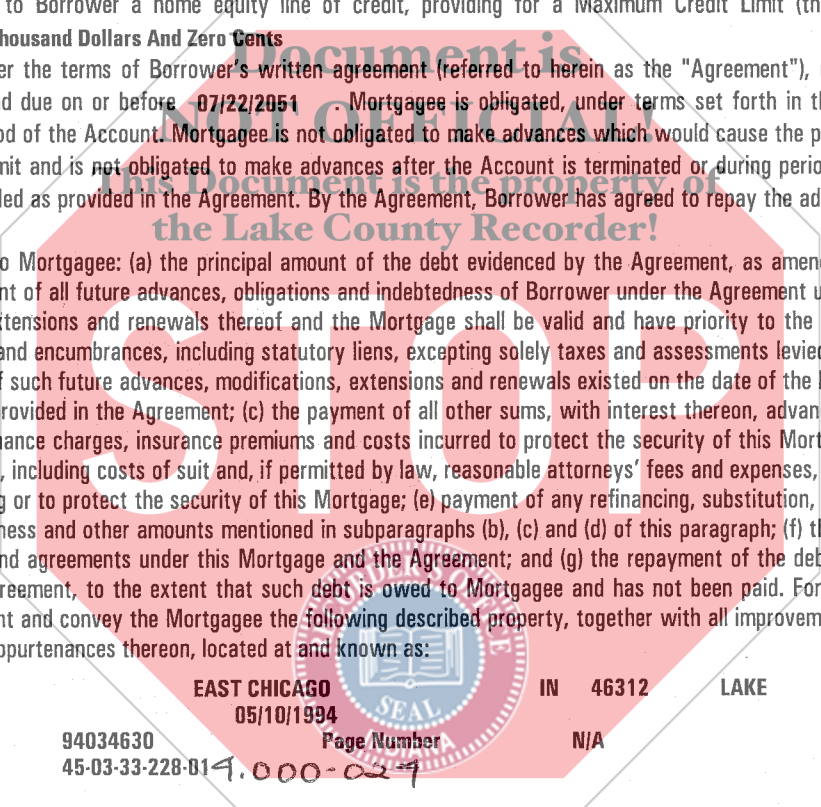 to Borrower a home equity line of credit, providing for a Maximum Credit Limit (th
housand Dollars And Zero Cents
Document is
er the terms of Borrower's written agreement (referred to herein as the "Agreement"),
d due on or before 07/22/2051 . Mortgagee is obligated, under terms set forth in th
NOT OFFICIAL!
od of the Account. Mortgagee is not obligated to make advances which would cause the p
mit and is not obligated to make advances after the Account is terminated or during perio
This Document is the property of
led as provided in the Agreement. By the Agreement, Borrower has agreed to repay the ad
the Lake County Recorder!
o Mortgagee: (a) the principal amount of the debt evidenced by the Agreement, as amen
nt of all future advances, obligations and indebtedness of Borrower under the Agreement u
xtensions and renewals thereof and the Mortgage shall be valid and have priority to the
and encumbrances, including statutory liens, excepting solely taxes and assessments levied
f such future advances, modifications, extensions and renewals existed on the date of the
STOP
rovided in the Agreement; (c) the payment of all other sums, with interest thereon, advan
nance charges, insurance premiums and costs incurred to protect the security of this Mort
, including costs of suit and, if permitted by law, reasonable attorneys' fees and expenses,
g or to protect the security of this Mortgage; (e) payment of any refinancing, substitution,
ness and other amounts mentioned in subparagraphs (b), (c) and (d) of this paragraph; (f) th
nd agreements under this Mortgage and the Agreement; and (g) the repayment of the deb
reement, to the extent that such debt is owed to Mortgagee and has not been paid. For
nt and convey the Mortgagee the following described property, together with all improvem
ppurtenances thereon, located at and known as:
RECORDER'S OFFICE
SEAL
INDIANA
EAST CHICAGO IN 46312 LAKE
05/10/1994
94034630 Page Number N/A
45-03-33-228-014.000-024